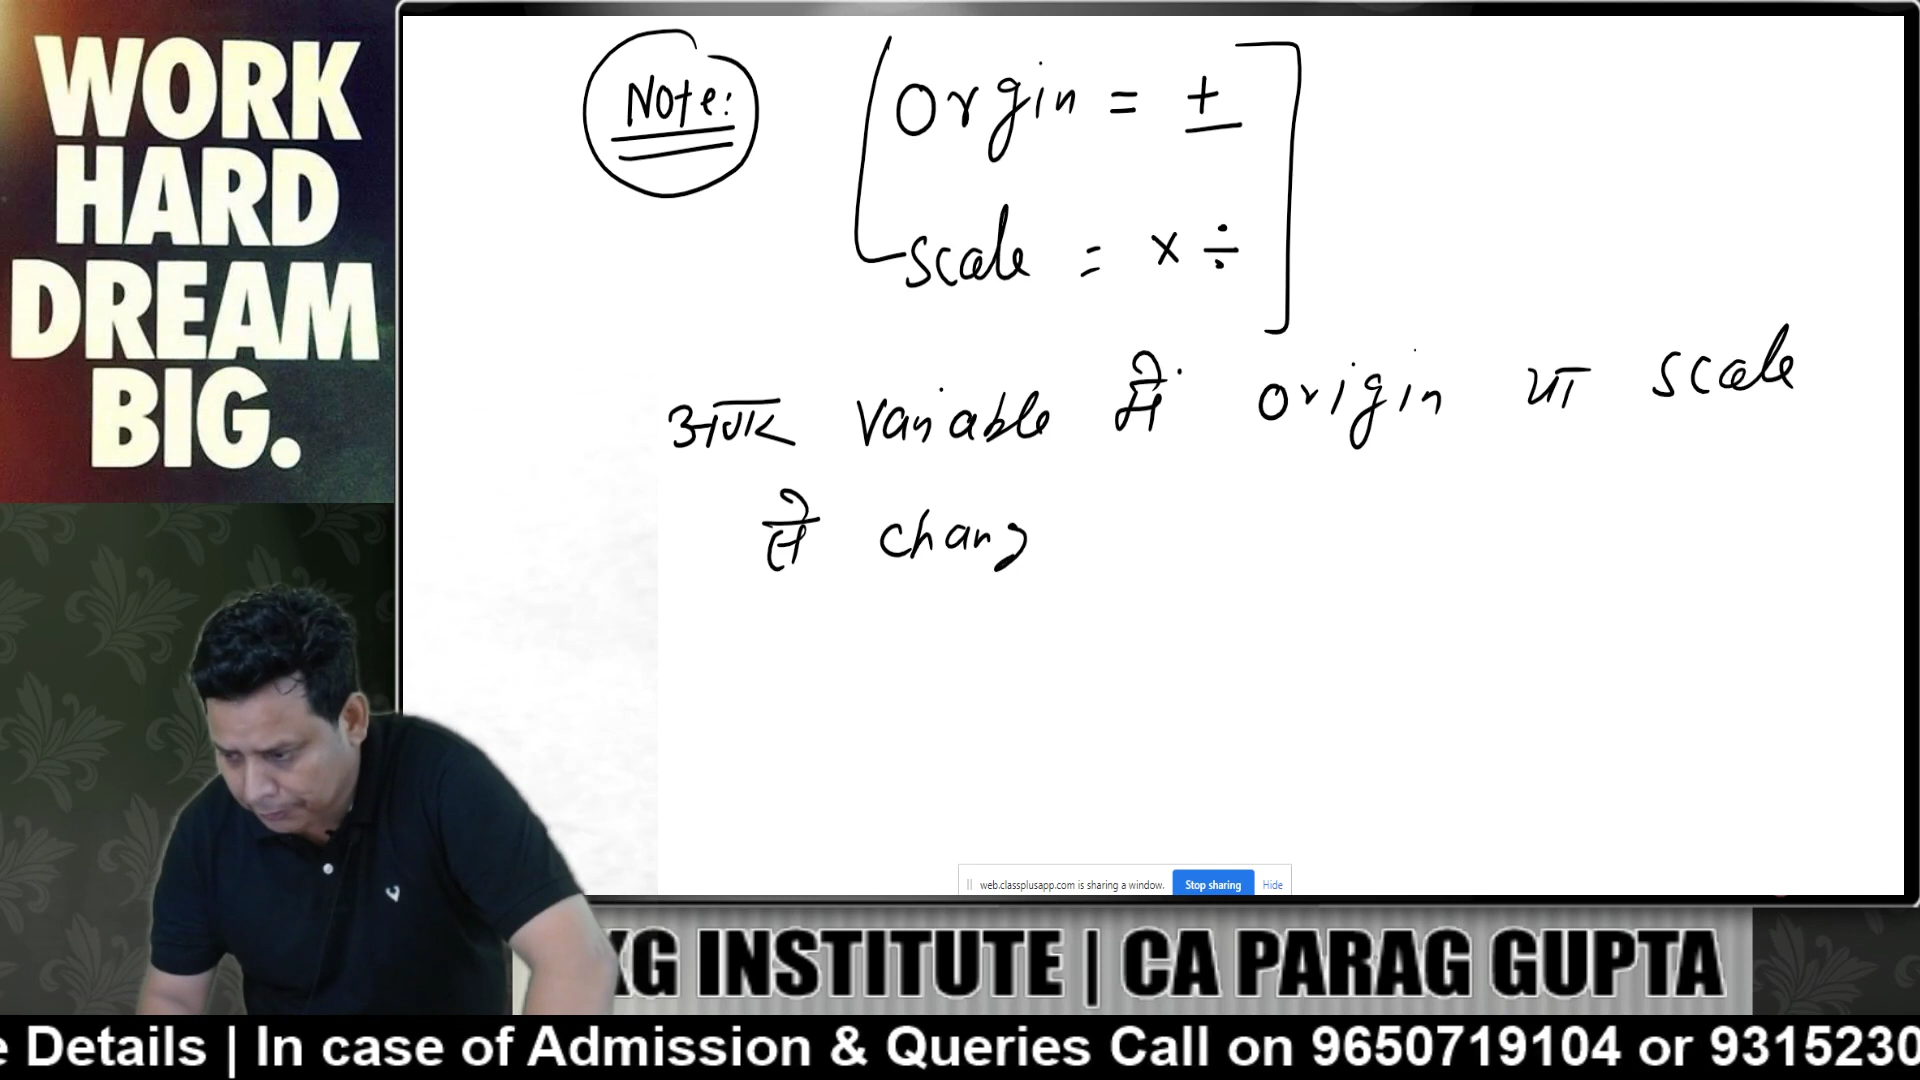 WORK
HARD
DREAM
BIG.
Note:
Orgin = ±
scale = × ÷
अगर variable में origin या scale
में chang
web.classplusapp.com is sharing a window. Stop sharing Hide
KG INSTITUTE | CA PARAG GUPTA
e Details | In case of Admission & Queries Call on 9650719104 or 9315230